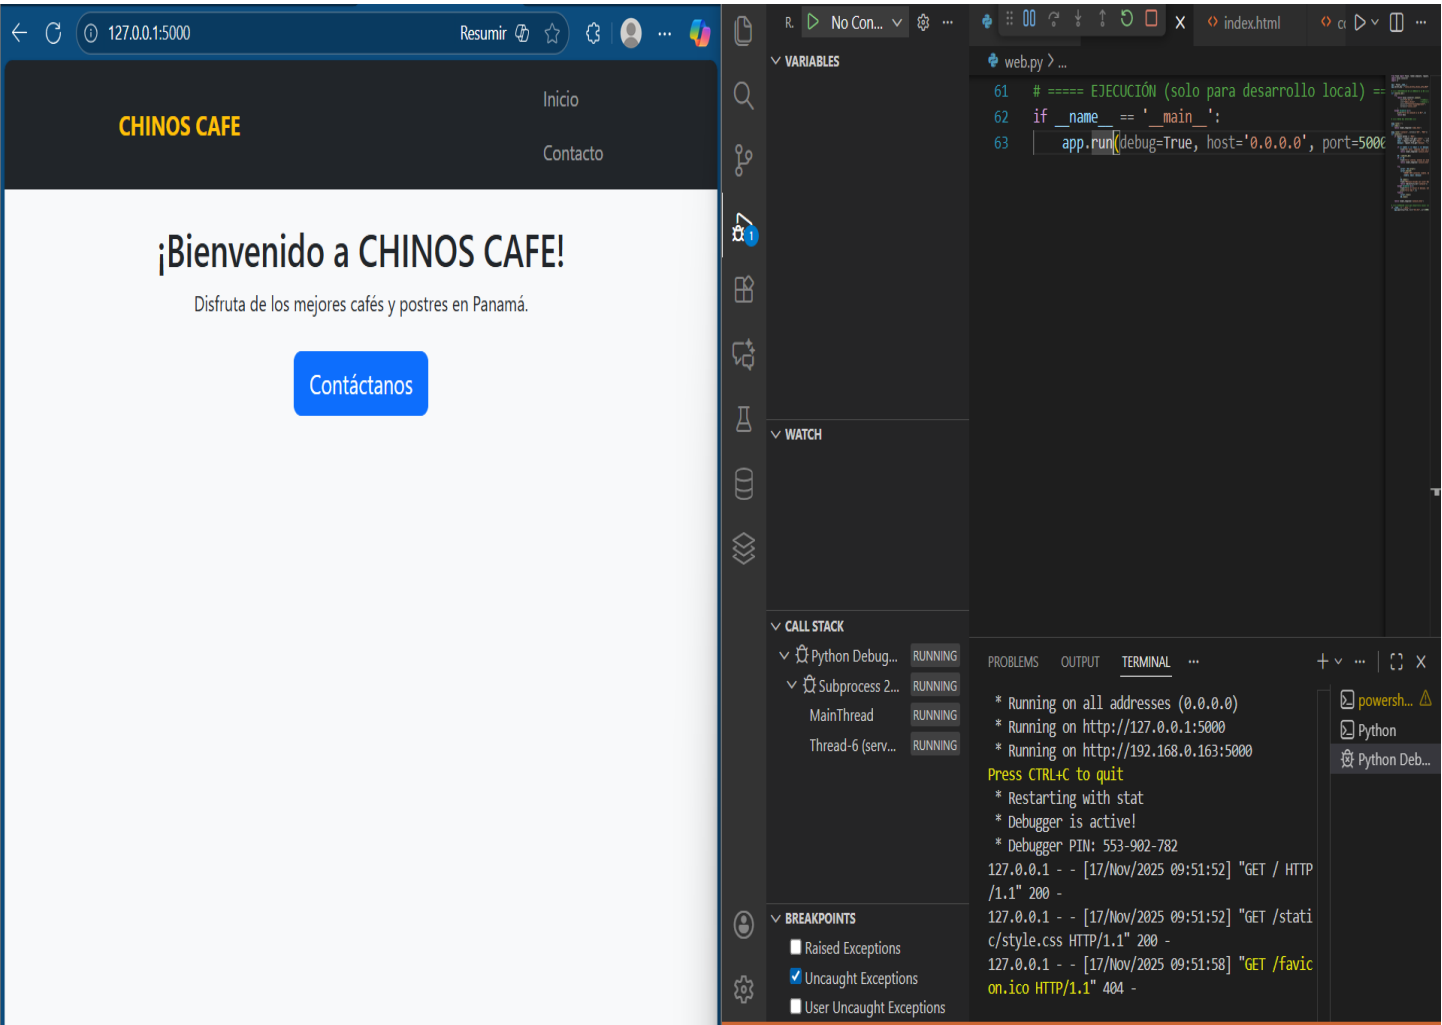 127.0.0.1:5000
Resumir
CHINOS CAFE
Inicio
Contacto
¡Bienvenido a CHINOS CAFE!
Disfruta de los mejores cafés y postres en Panamá.
Contáctanos
R.
No Con...
VARIABLES
WATCH
CALL STACK
Python Debug... RUNNING
Subprocess 2... RUNNING
MainThread RUNNING
Thread-6 (serv... RUNNING
BREAKPOINTS
Raised Exceptions
Uncaught Exceptions
User Uncaught Exceptions
1
index.html
web.py > ...
61 # ===== EJECUCIÓN (solo para desarrollo local) ==
62 if __name__ == '__main__':
63 app.run(debug=True, host='0.0.0.0', port=5000
PROBLEMS OUTPUT TERMINAL ...
* Running on all addresses (0.0.0.0)
* Running on http://127.0.0.1:5000
* Running on http://192.168.0.163:5000
Press CTRL+C to quit
* Restarting with stat
* Debugger is active!
* Debugger PIN: 553-902-782
127.0.0.1 - - [17/Nov/2025 09:51:52] "GET / HTTP
/1.1" 200 -
127.0.0.1 - - [17/Nov/2025 09:51:52] "GET /stati
c/style.css HTTP/1.1" 200 -
127.0.0.1 - - [17/Nov/2025 09:51:58] "GET /favic
on.ico HTTP/1.1" 404 -
powersh...
Python
Python Deb...